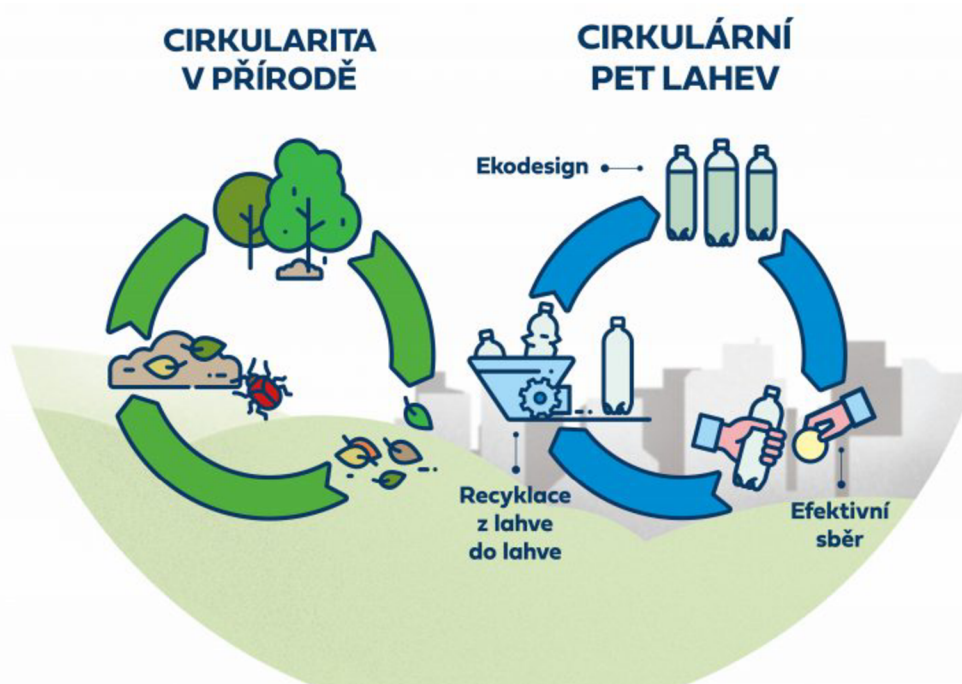 CIRKULARITA
V PŘÍRODĚ
CIRKULÁRNÍ
PET LAHEV
Ekodesign
Recyklace
z lahve
do lahve
Efektivní
sběr